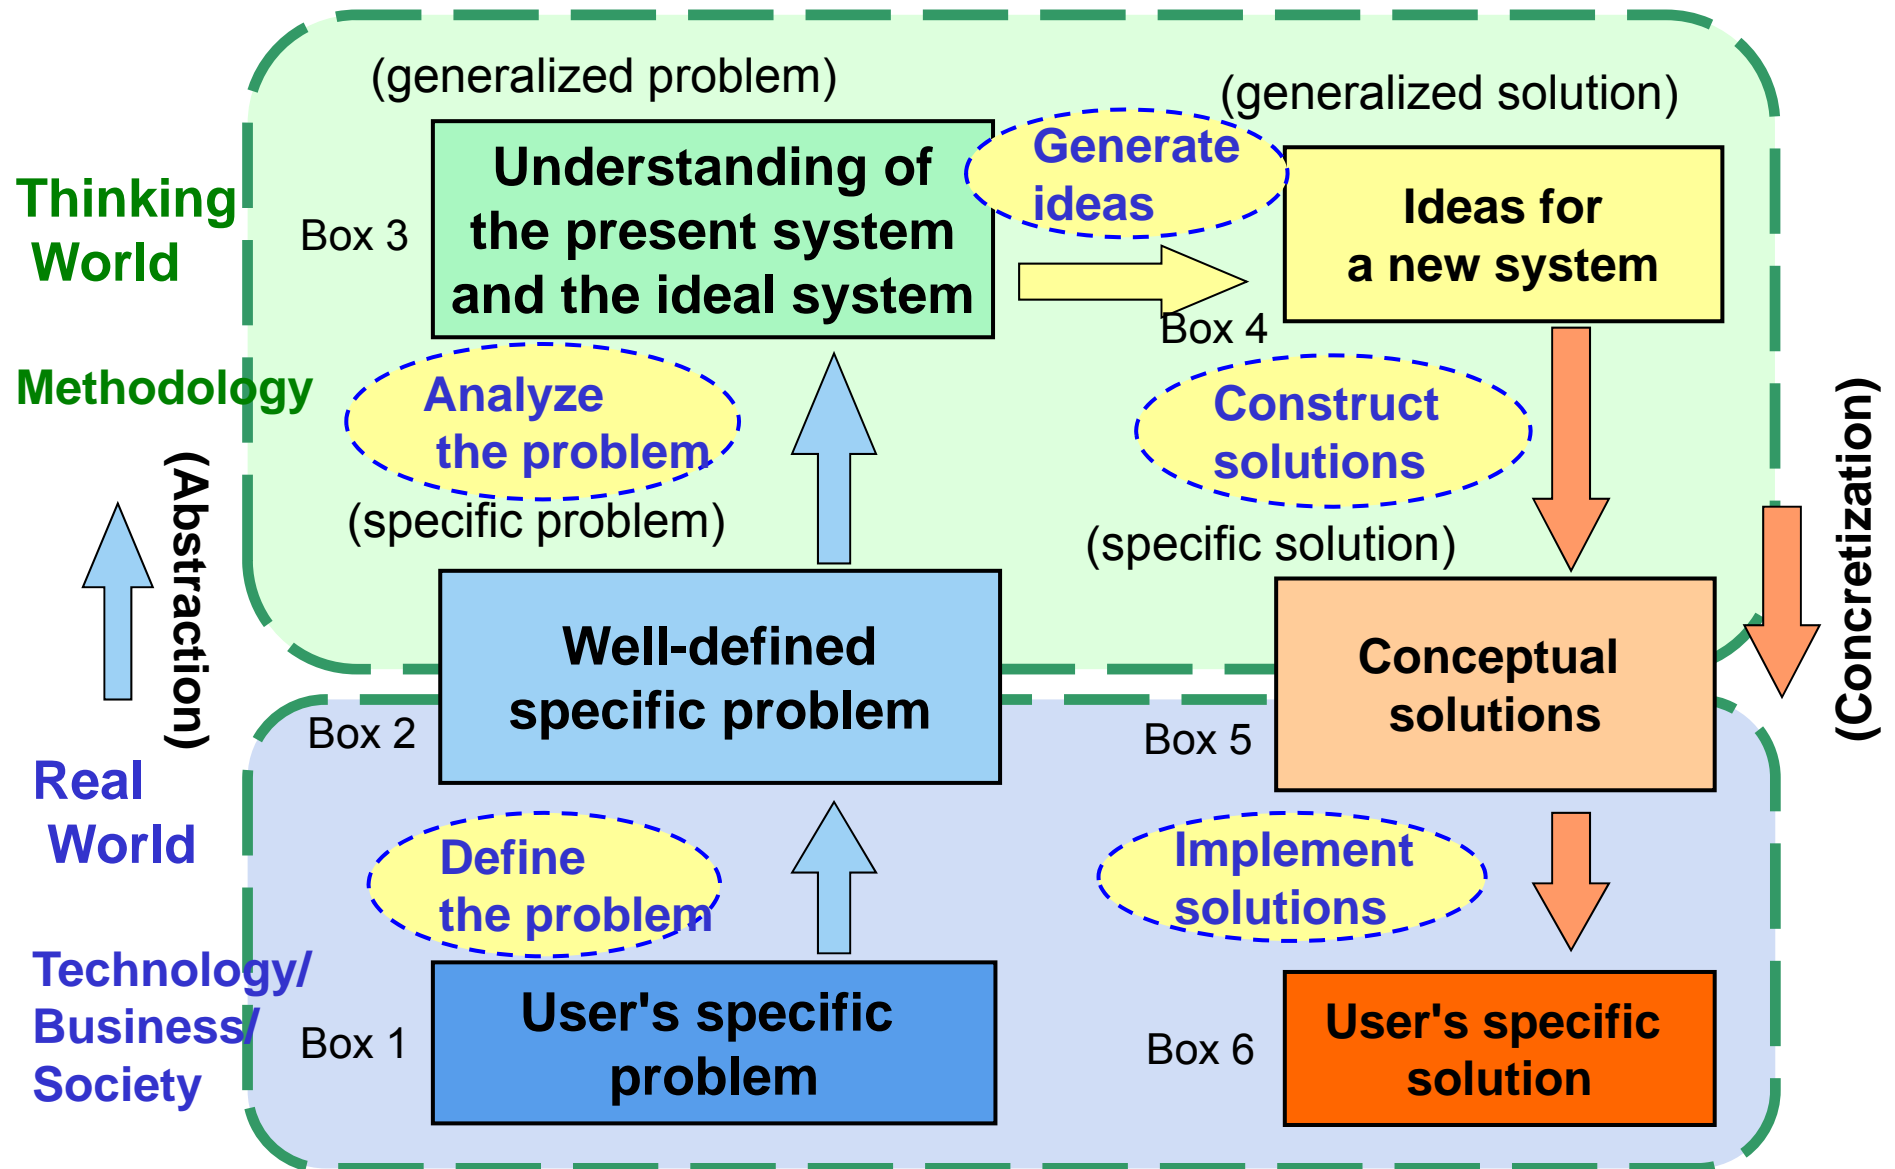 (generalized problem)
(generalized solution)
Understanding of
the present system
and the ideal system
Generate
ideas
Ideas for
a new system
Thinking
World
Box 3
Box 4
Methodology
Analyze
the problem
Construct
solutions
(Abstraction)
(Concretization)
(specific problem)
(specific solution)
Well-defined
specific problem
Conceptual
solutions
Box 2
Box 5
Real
World
Define
the problem
Implement
solutions
Technology/
Business/
Society
Box 1
User's specific
problem
Box 6
User's specific
solution